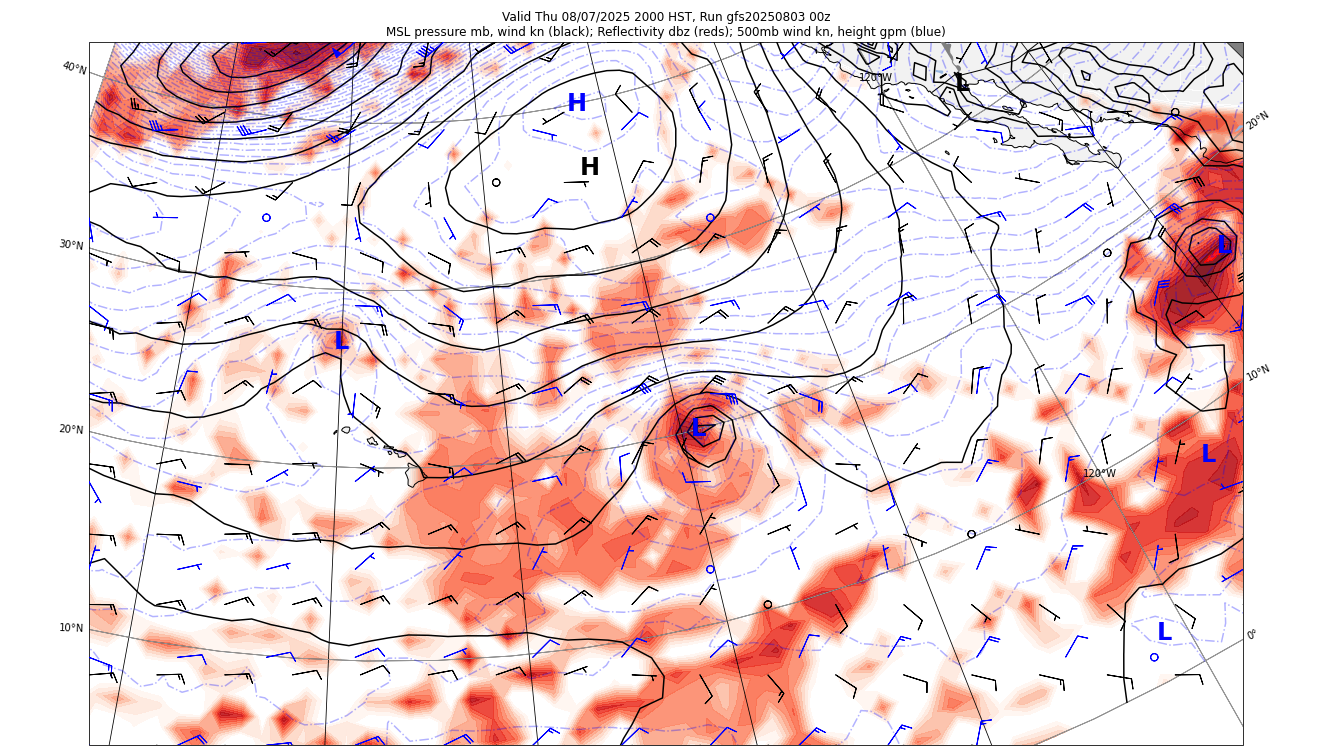 Valid Thu 08/07/2025 2000 HST, Run gfs20250803 00z
MSL pressure mb, wind kn (black); Reflectivity dbz (reds); 500mb wind kn, height gpm (blue)
40°N
120°W
L
20°N
H
H
30°N
L
L
10°N
20°N
L
L
120°W
10°N
L
0°